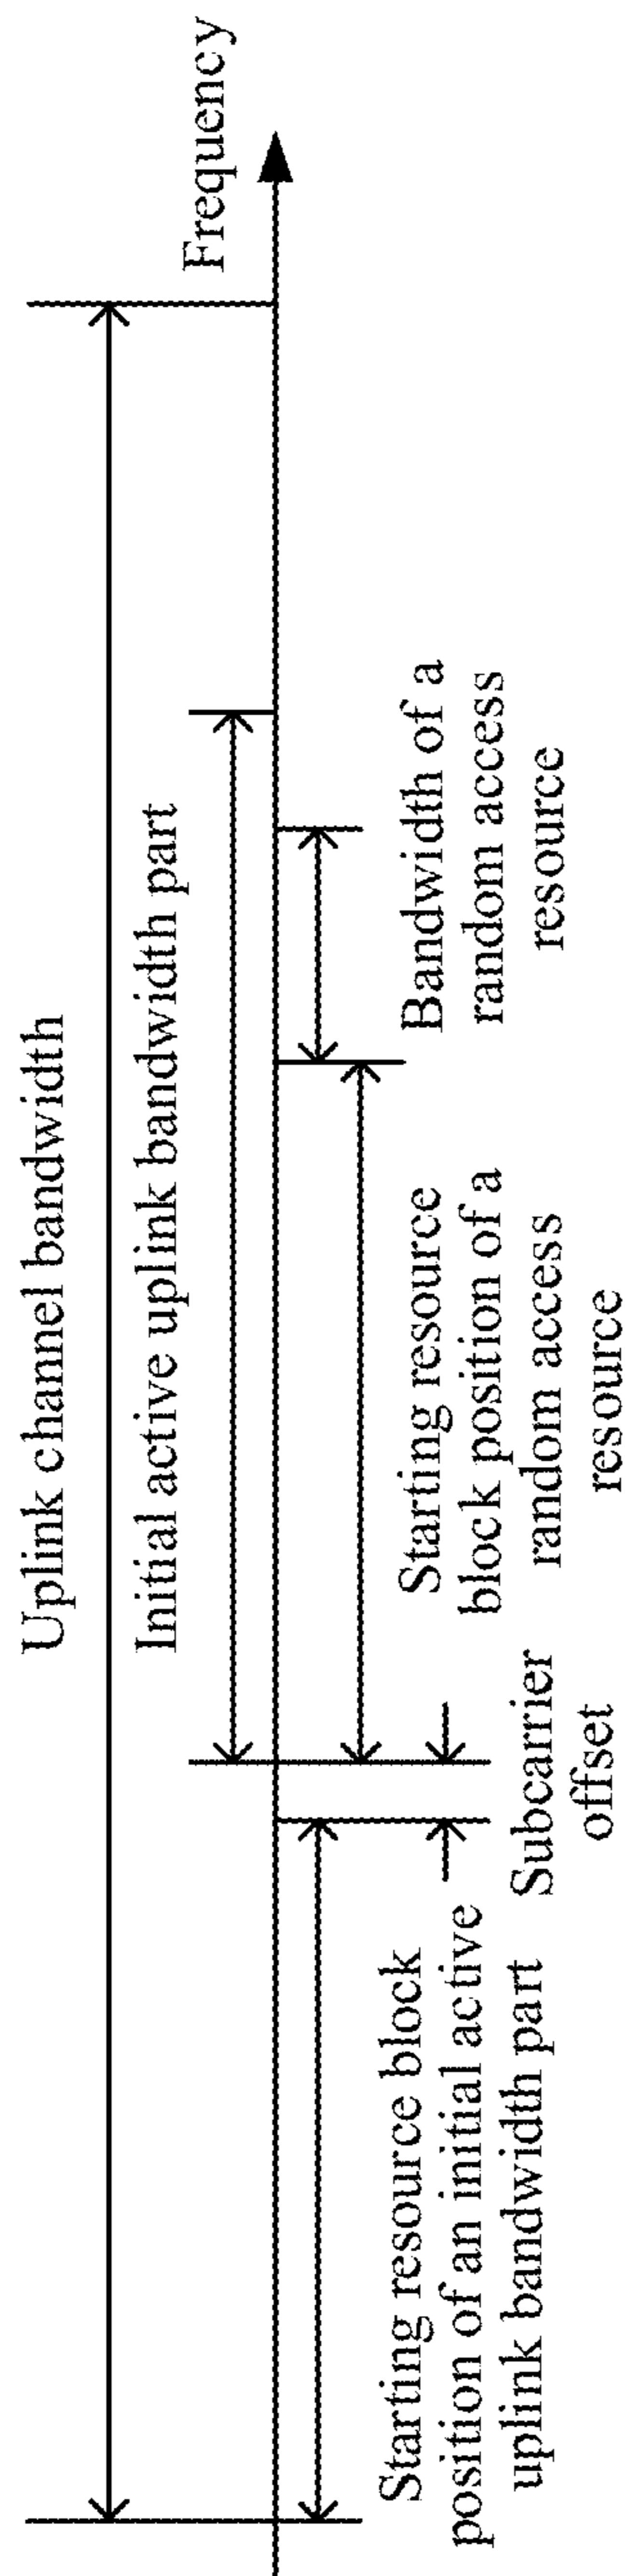 Uplink channel bandwidth
Initial active uplink bandwidth part
Frequency
Starting resource block
position of an initial active
uplink bandwidth part
Subcarrier
offset
Starting resource
block position of a
random access
resource
Bandwidth of a
random access
resource